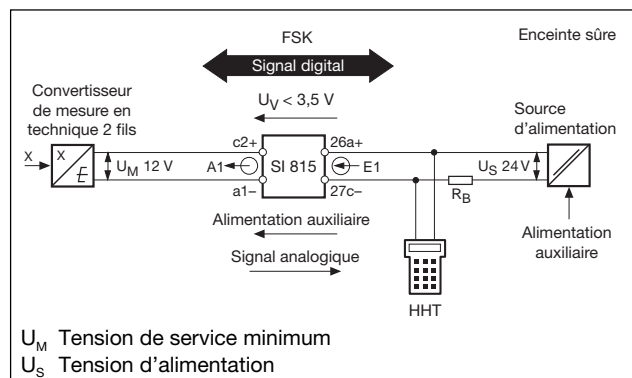 FSK
Enceinte sûre
Signal digital
Convertisseur
de mesure en
technique 2 fils
U_V < 3,5 V
Source
d'alimentation
c2+
26a+
X
X
E
U_M 12 V
A1
SI 815
E1
U_S 24 V
a1–
27c–
R_B
Alimentation auxiliaire
Signal analogique
Alimentation
auxiliaire
HHT
U_M Tension de service minimum
U_S Tension d'alimentation